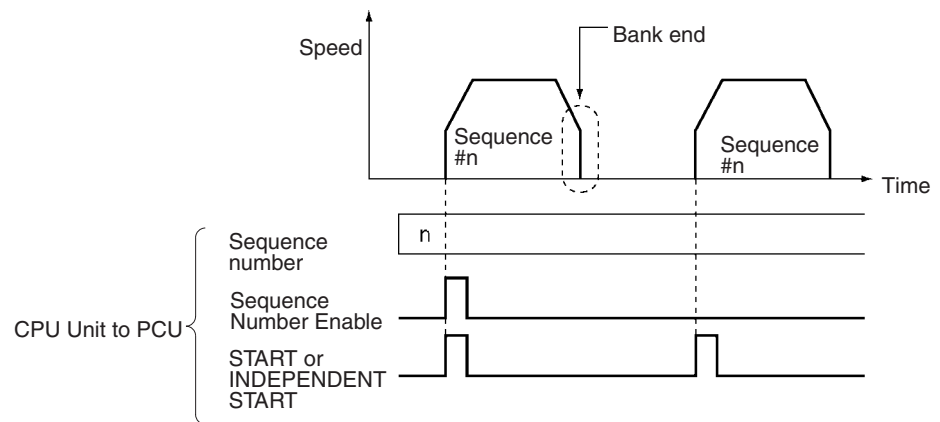 Speed
Bank end
Sequence
#n
Sequence
#n
Time
n
Sequence
number
Sequence
Number Enable
CPU Unit to PCU
START or
INDEPENDENT
START